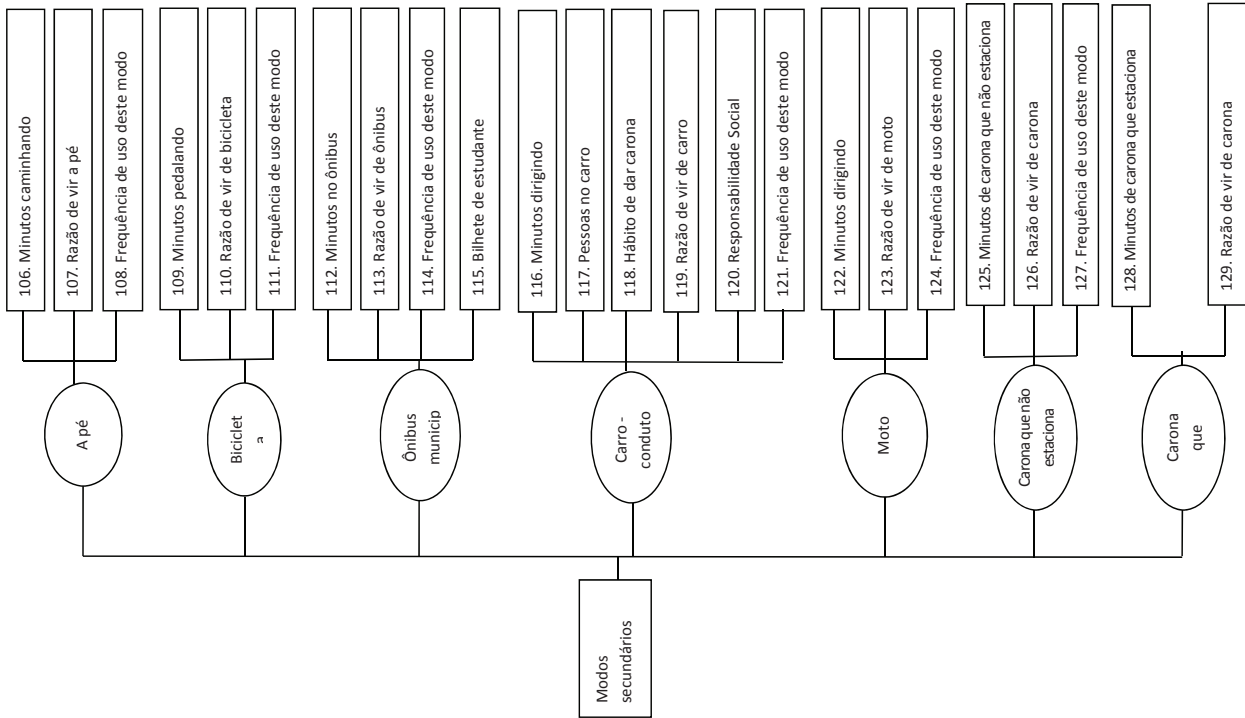 Modos
secundários
A pé
106. Minutos caminhando
107. Razão de vir a pé
108. Frequência de uso deste modo
Biciclet
a
109. Minutos pedalando
110. Razão de vir de bicicleta
111. Frequência de uso deste modo
Ônibus
municip
112. Minutos no ônibus
113. Razão de vir de ônibus
114. Frequência de uso deste modo
115. Bilhete de estudante
Carro -
conduto
116. Minutos dirigindo
117. Pessoas no carro
118. Hábito de dar carona
119. Razão de vir de carro
120. Responsabilidade Social
121. Frequência de uso deste modo
Moto
122. Minutos dirigindo
123. Razão de vir de moto
124. Frequência de uso deste modo
Carona que não
estaciona
125. Minutos de carona que não estaciona
126. Razão de vir de carona
127. Frequência de uso deste modo
Carona
que
128. Minutos de carona que estaciona
129. Razão de vir de carona